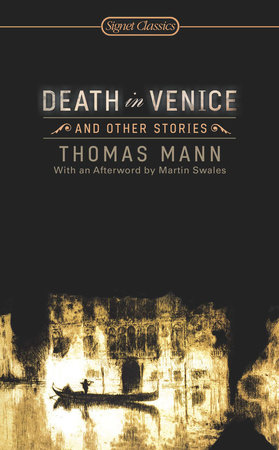 Signet Classics
DEATH in VENICE
AND OTHER STORIES
THOMAS MANN
With an Afterword by Martin Swales